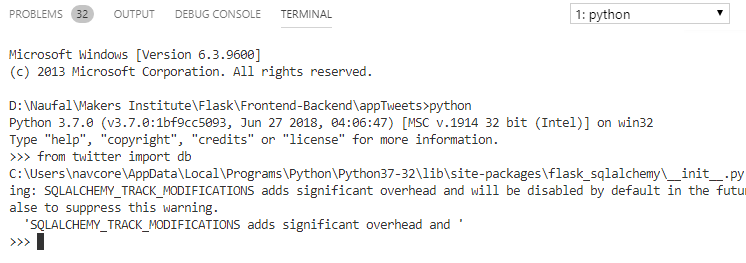 PROBLEMS 32 OUTPUT DEBUG CONSOLE TERMINAL 1: python
Microsoft Windows [Version 6.3.9600]
(c) 2013 Microsoft Corporation. All rights reserved.
D:\Naufal\Makers Institute\Flask\Frontend-Backend\appTweets>python
Python 3.7.0 (v3.7.0:1bf9cc5093, Jun 27 2018, 04:06:47) [MSC v.1914 32 bit (Intel)] on win32
Type "help", "copyright", "credits" or "license" for more information.
>>> from twitter import db
C:\Users\navcore\AppData\Local\Programs\Python\Python37-32\lib\site-packages\flask_sqlalchemy\__init__.py
ing: SQLALCHEMY_TRACK_MODIFICATIONS adds significant overhead and will be disabled by default in the futu
alse to suppress this warning.
'SQLALCHEMY_TRACK_MODIFICATIONS adds significant overhead and '
>>>